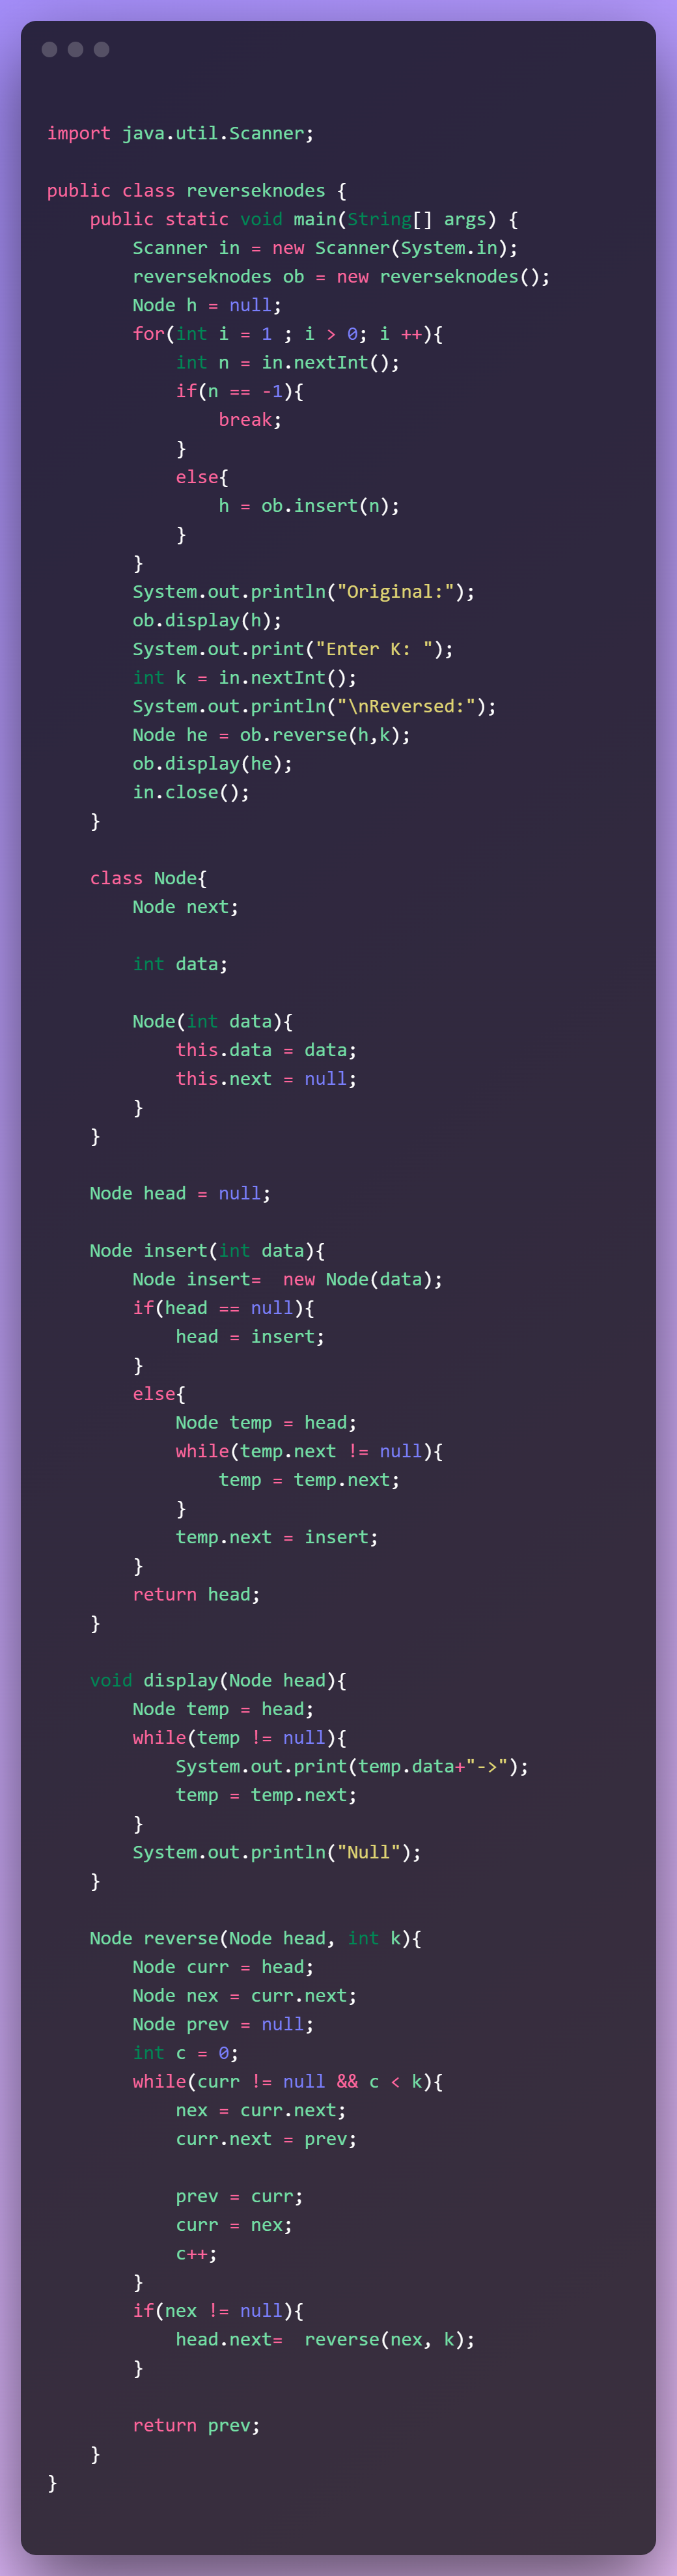 import java.util.Scanner;

public class reverseknodes {
    public static void main(String[] args) {
        Scanner in = new Scanner(System.in);
        reverseknodes ob = new reverseknodes();
        Node h = null;
        for(int i = 1 ; i > 0; i ++){
            int n = in.nextInt();
            if(n == -1){
                break;
            }
            else{
                h = ob.insert(n);
            }
        }
        System.out.println("Original:");
        ob.display(h);
        System.out.print("Enter K: ");
        int k = in.nextInt();
        System.out.println("\nReversed:");
        Node he = ob.reverse(h,k);
        ob.display(he);
        in.close();
    }

    class Node{
        Node next;

        int data;

        Node(int data){
            this.data = data;
            this.next = null;
        }
    }

    Node head = null;

    Node insert(int data){
        Node insert=  new Node(data);
        if(head == null){
            head = insert;
        }
        else{
            Node temp = head;
            while(temp.next != null){
                temp = temp.next;
            }
            temp.next = insert;
        }
        return head;
    }

    void display(Node head){
        Node temp = head;
        while(temp != null){
            System.out.print(temp.data+"->");
            temp = temp.next;
        }
        System.out.println("Null");
    }

    Node reverse(Node head, int k){
        Node curr = head;
        Node nex = curr.next;
        Node prev = null;
        int c = 0;
        while(curr != null && c < k){
            nex = curr.next;
            curr.next = prev;

            prev = curr;
            curr = nex;
            c++;
        }
        if(nex != null){
            head.next=  reverse(nex, k);
        }

        return prev;
    }
}